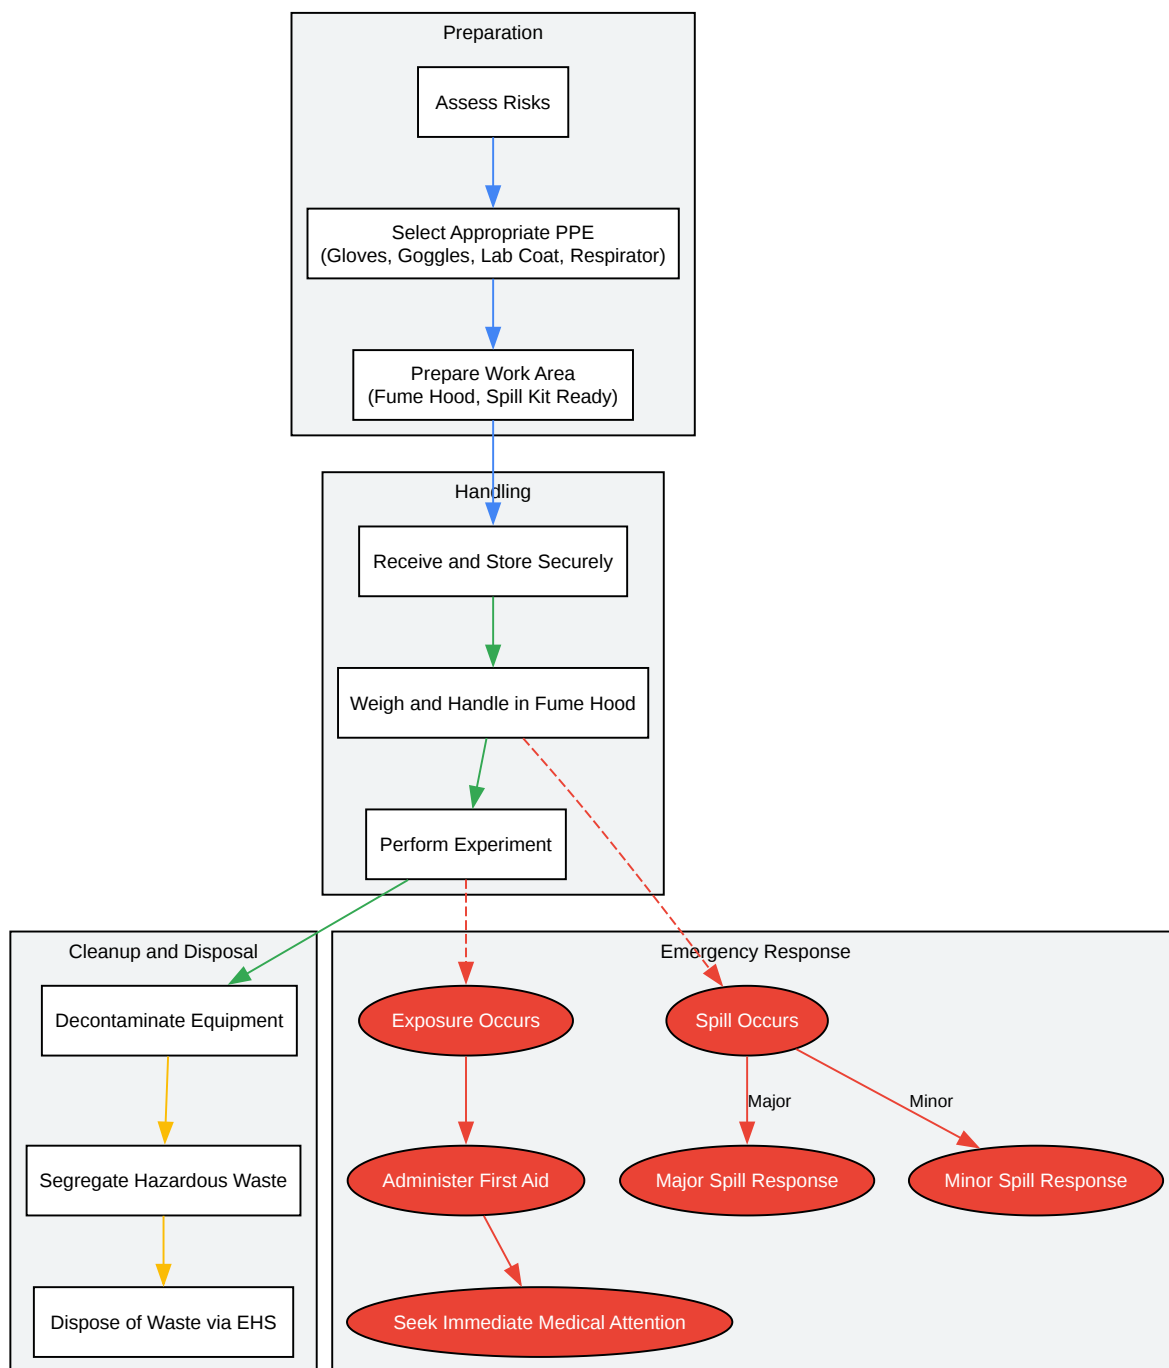 Preparation
Assess Risks
Select Appropriate PPE
(Gloves, Goggles, Lab Coat, Respirator)
Prepare Work Area
(Fume Hood, Spill Kit Ready)
Handling
Receive and Store Securely
Weigh and Handle in Fume Hood
Perform Experiment
Cleanup and Disposal
Decontaminate Equipment
Segregate Hazardous Waste
Dispose of Waste via EHS
Emergency Response
Exposure Occurs
Spill Occurs
Major
Minor
Administer First Aid
Major Spill Response
Minor Spill Response
Seek Immediate Medical Attention